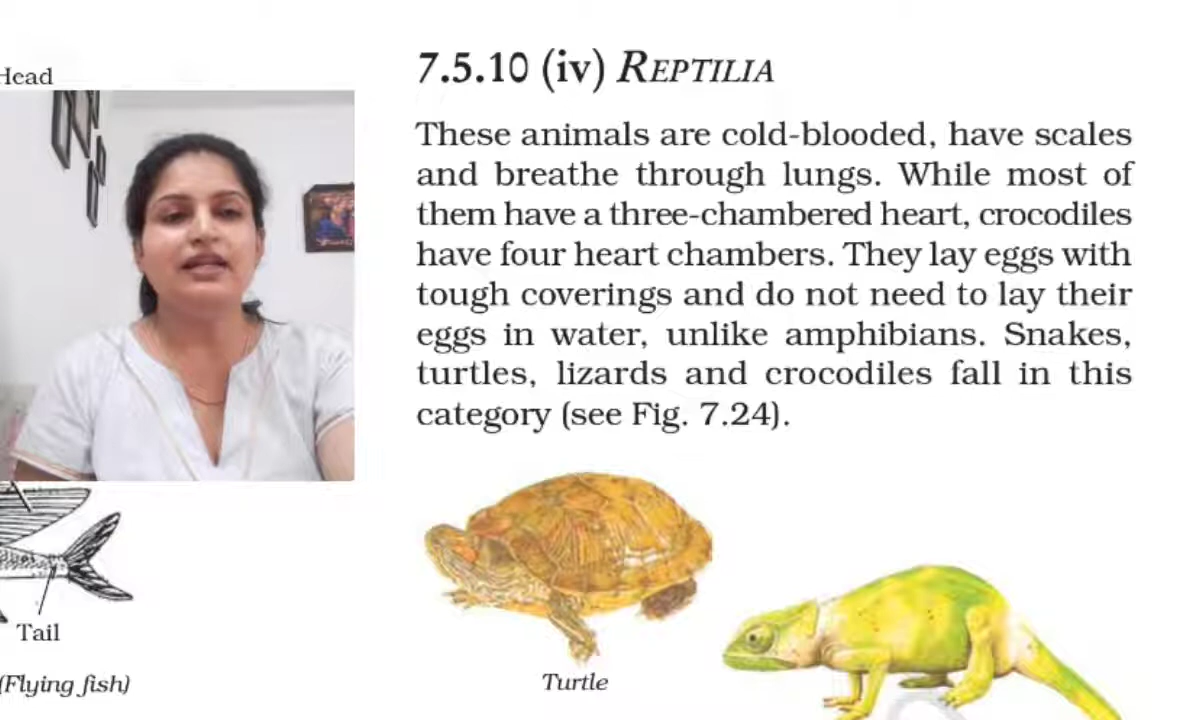 Head
7.5.10 (iv) REPTILIA
These animals are cold-blooded, have scales
and breathe through lungs. While most of
them have a three-chambered heart, crocodiles
have four heart chambers. They lay eggs with
tough coverings and do not need to lay their
eggs in water, unlike amphibians. Snakes,
turtles, lizards and crocodiles fall in this
category (see Fig. 7.24).
Tail
(Flying fish)
Turtle